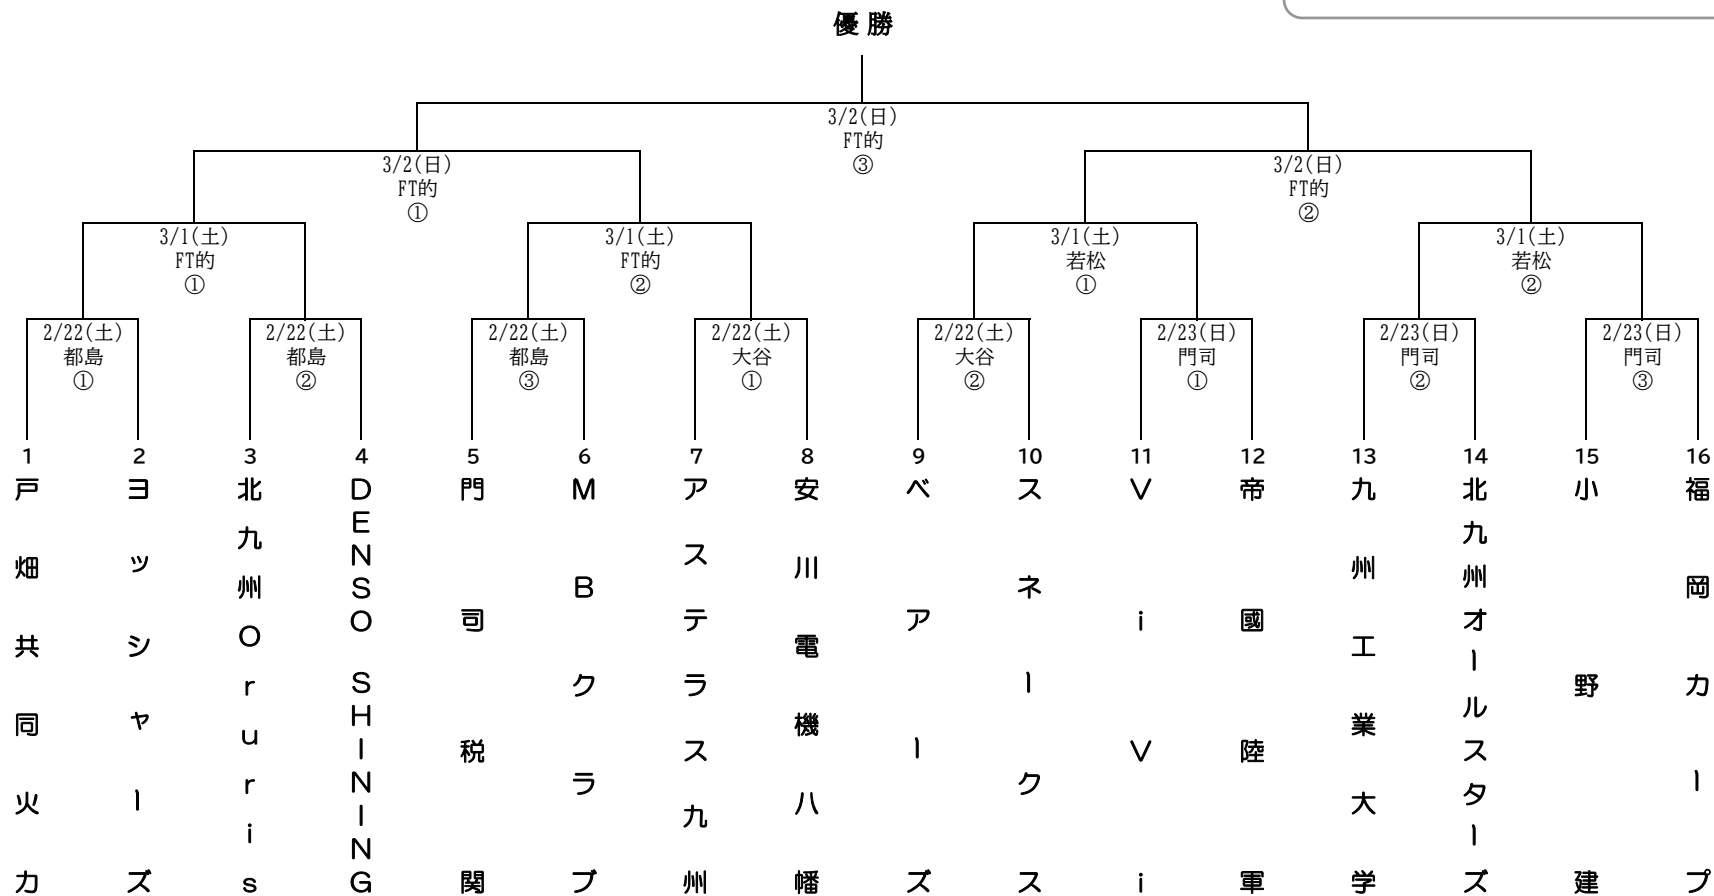 優勝
3/2(日)
FT的
③
3/2(日)
FT的
①
3/2(日)
FT的
②
3/1(土)
FT的
①
3/1(土)
FT的
②
3/1(土)
若松
①
3/1(土)
若松
②
2/22(土)
都島
①
2/22(土)
都島
②
2/22(土)
都島
③
2/22(土)
大谷
①
2/22(土)
大谷
②
2/23(日)
門司
①
2/23(日)
門司
②
2/23(日)
門司
③
1
戸畑共同火力
2
ヨッシャーズ
3
北九州Oruris
4
DENSO SHINING
5
門司税関
6
MBクラブ
7
アステラス九州
8
安川電機八幡
9
ベアーズ
10
スネークス
11
ViVi
12
帝國陸軍
13
九州工業大学
14
北九州オールスターズ
15
小野建
16
福岡カープ